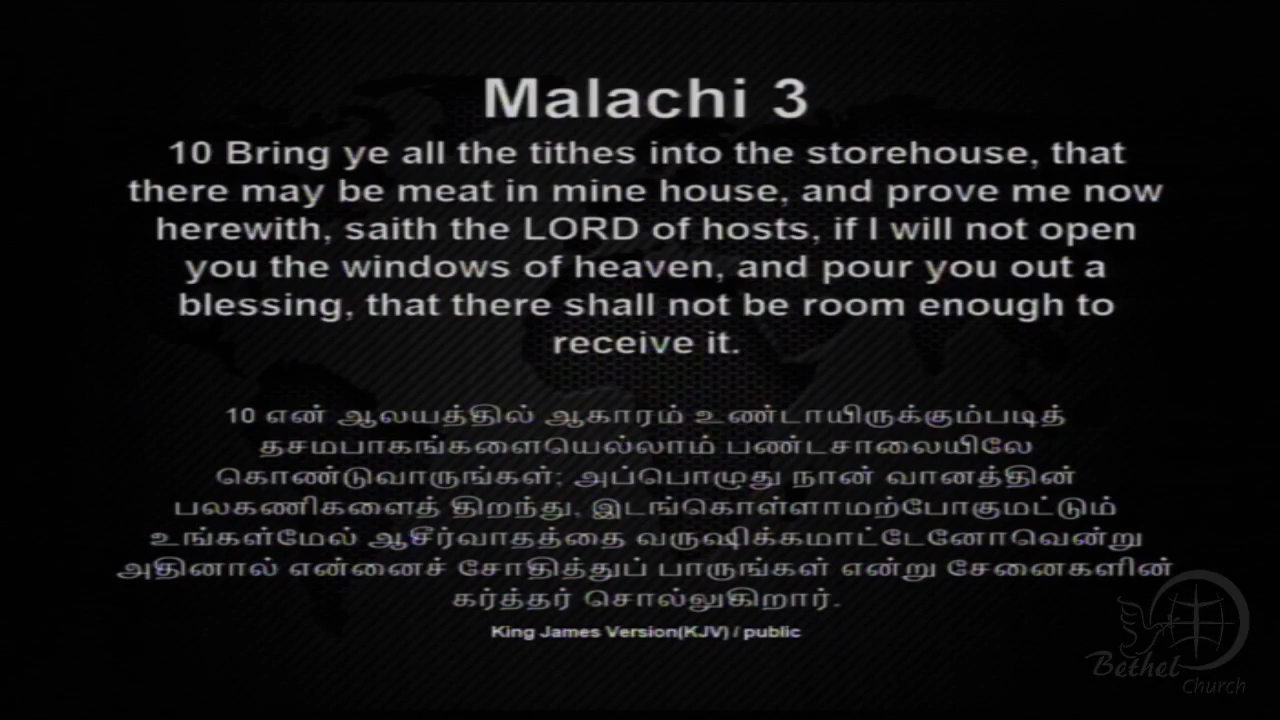 Malachi 3
10 Bring ye all the tithes into the storehouse, that
there may be meat in mine house, and prove me now
herewith, saith the LORD of hosts, if I will not open
you the windows of heaven, and pour you out a
blessing, that there shall not be room enough to
receive it.
10 என் ஆலயத்தில் ஆகாரம் உண்டாயிருக்கும்படித்
தசமபாகங்களையெல்லாம் பண்டசாலையிலே
கொண்டுவாருங்கள்; அப்பொழுது நான் வானத்தின்
பலகணிகளைத் திறந்து, இடங்கொள்ளாமற்போகுமட்டும்
உங்கள்மேல் ஆசீர்வாதத்தை வருஷிக்கமாட்டேனோவென்று
அதினால் என்னைச் சோதித்துப் பாருங்கள் என்று சேனைகளின்
கர்த்தர் சொல்லுகிறார்.
King James Version(KJV) / public
Bethel
Church